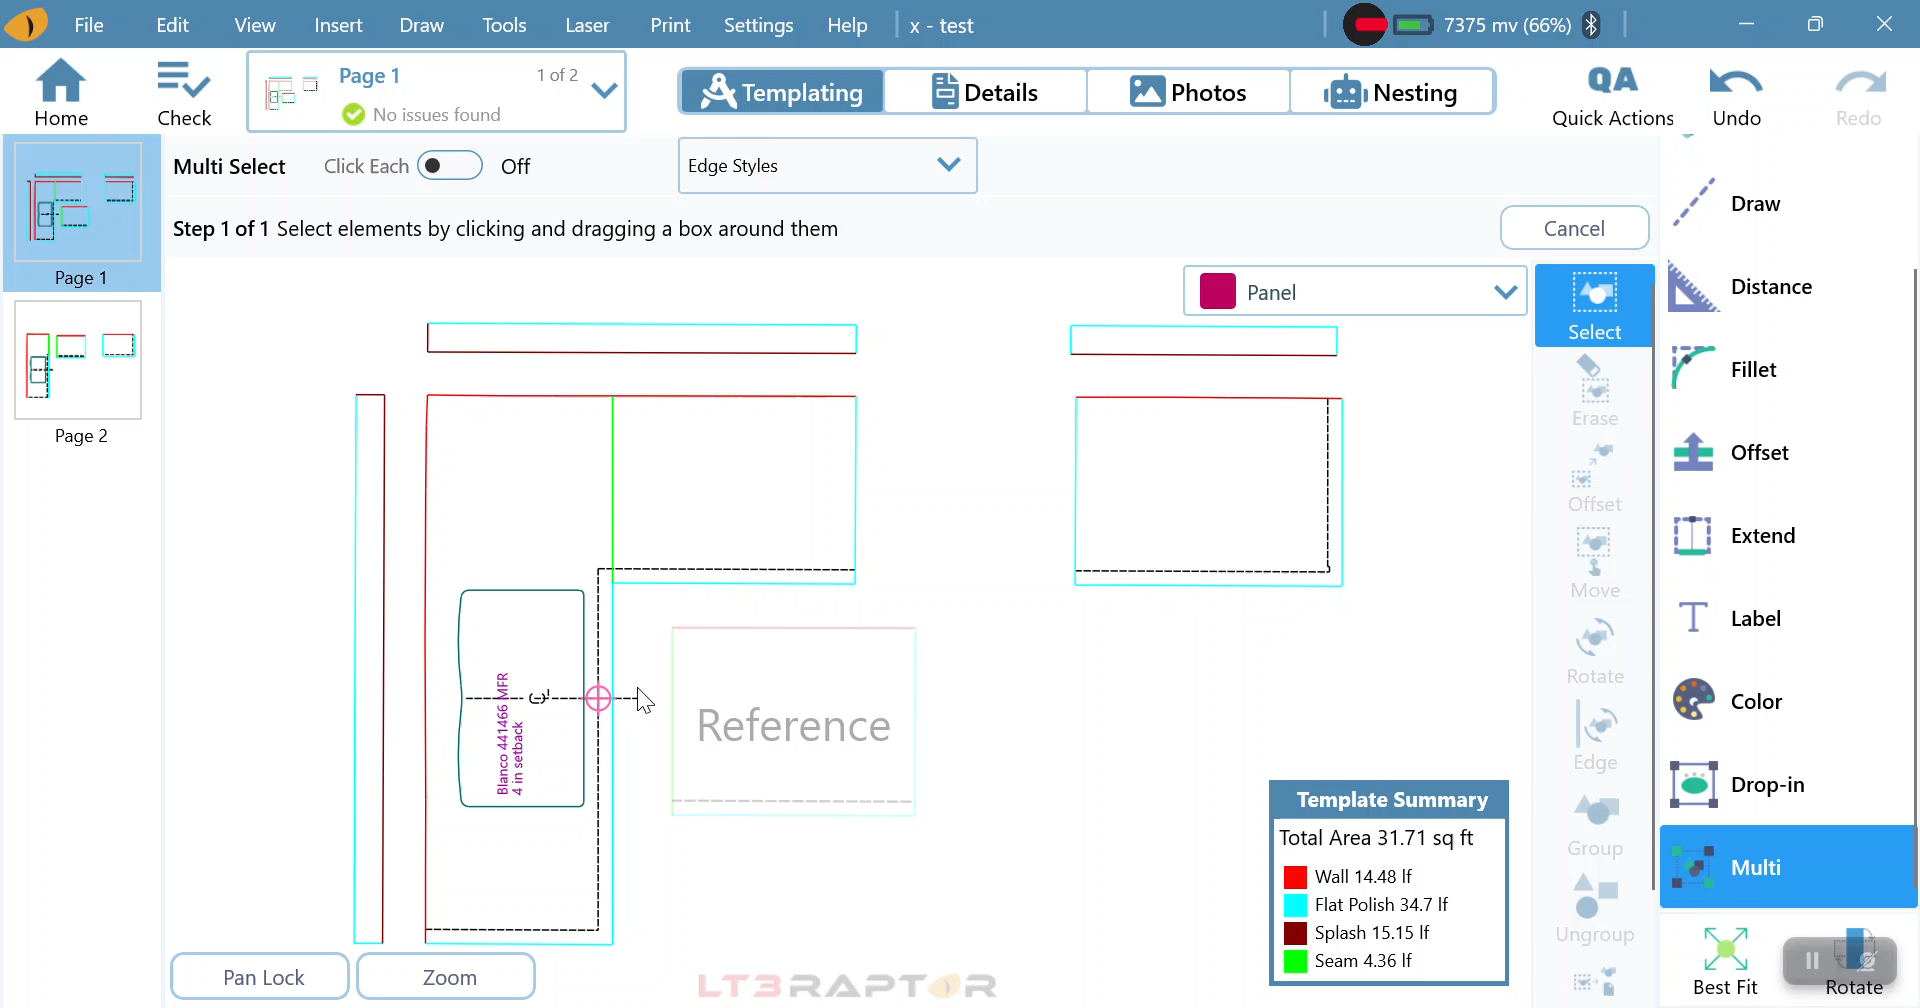 File Edit View Insert Draw Tools Laser Print Settings Help x - test 7375 mv (66%)
Home Check Page 1 1 of 2
No issues found
Templating Details Photos Nesting
QA
Quick Actions Undo Redo
Multi Select Click Each Off Edge Styles
Step 1 of 1 Select elements by clicking and dragging a box around them Cancel
Page 1
Page 2
Panel
Select
Erase
Offset
Move
Rotate
Edge
Group
Ungroup
Draw
Distance
Fillet
Offset
Extend
Label
Color
Drop-in
Multi
Best Fit
Rotate
Blanco 441466 MFR
4 in setback
Reference
Template Summary
Total Area 31.71 sq ft
Wall 14.48 lf
Flat Polish 34.7 lf
Splash 15.15 lf
Seam 4.36 lf
Pan Lock Zoom
LT3RAPTOR